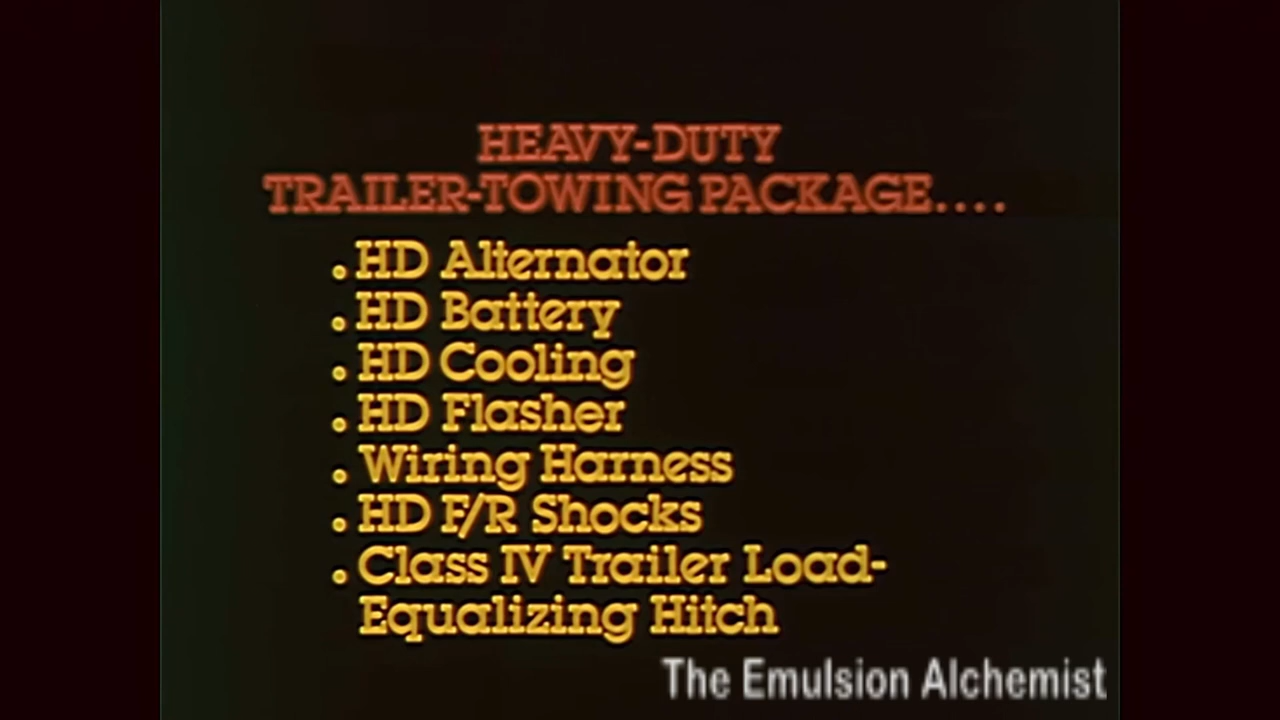 HEAVY-DUTY
TRAILER-TOWING PACKAGE....
. HD Alternator
. HD Battery
. HD Cooling
. HD Flasher
. Wiring Harness
. HD F/R Shocks
. Class IV Trailer Load-
Equalizing Hitch
The Emulsion Alchemist